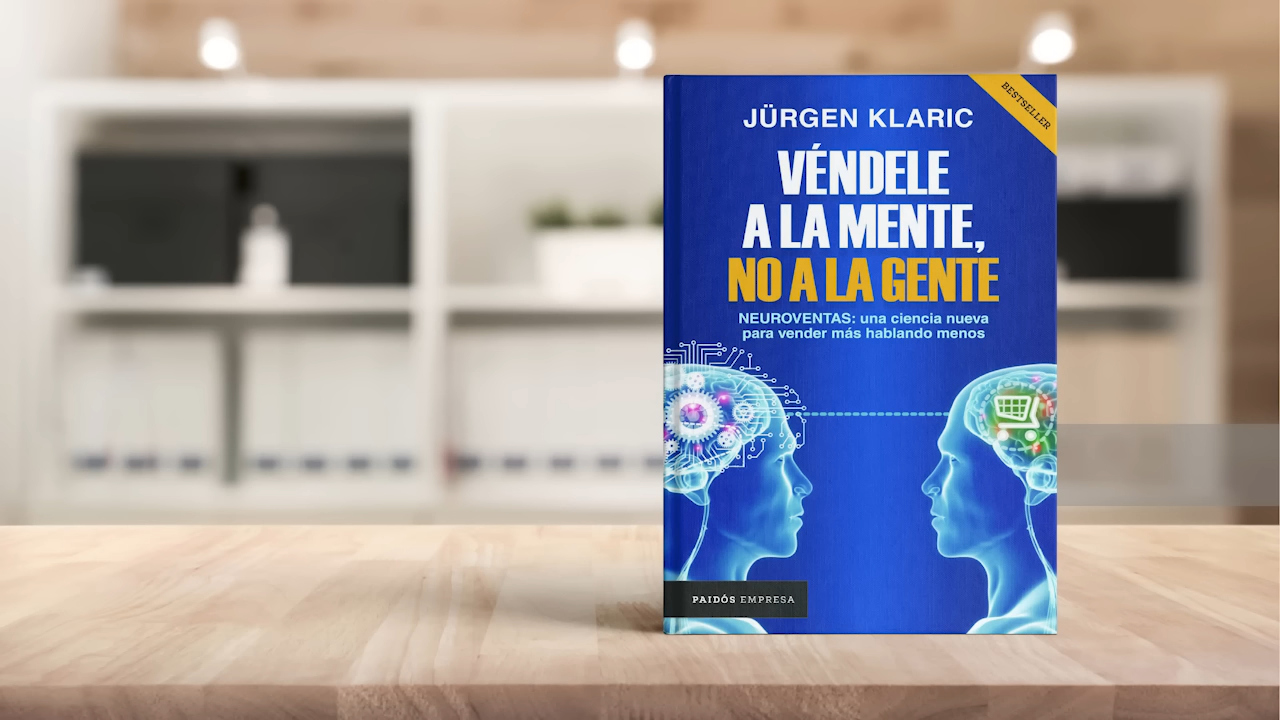 BESTSELLER
JÜRGEN KLARIC
VÉNDELE
A LA MENTE,
NO A LA GENTE
NEUROVENTAS: una ciencia nueva
para vender más hablando menos
PAIDÓS EMPRESA